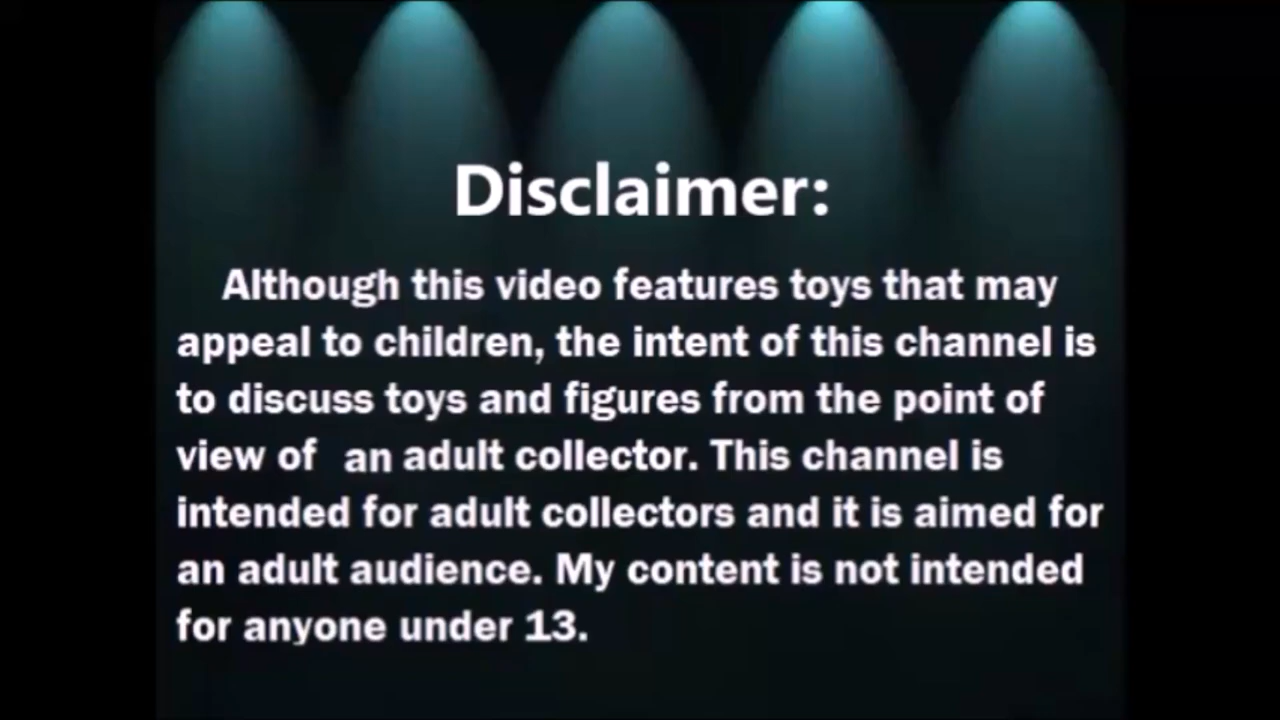 Disclaimer:
Although this video features toys that may
appeal to children, the intent of this channel is
to discuss toys and figures from the point of
view of an adult collector. This channel is
intended for adult collectors and it is aimed for
an adult audience. My content is not intended
for anyone under 13.